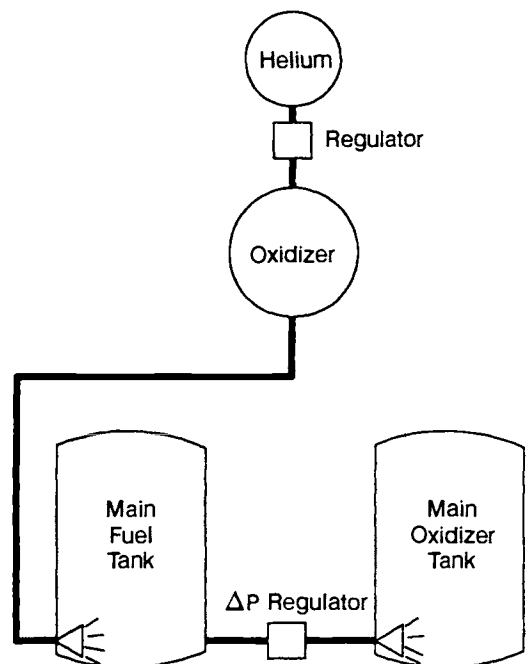 Helium
Regulator
Oxidizer
Main
Fuel
Tank
Main
Oxidizer
Tank
ΔP Regulator